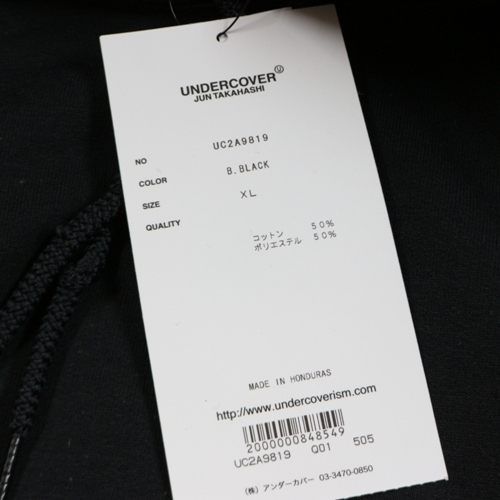 UNDERCOVER Ⓤ
JUN TAKAHASHI
NO UC2A9819
COLOR B.BLACK
SIZE XL
QUALITY
コットン 50%
ポリエステル 50%
MADE IN HONDURAS
http://www.undercoverism.com
2000000848549
UC2A9819 Q01 505
(株) アンダーカバー 03-3470-0850